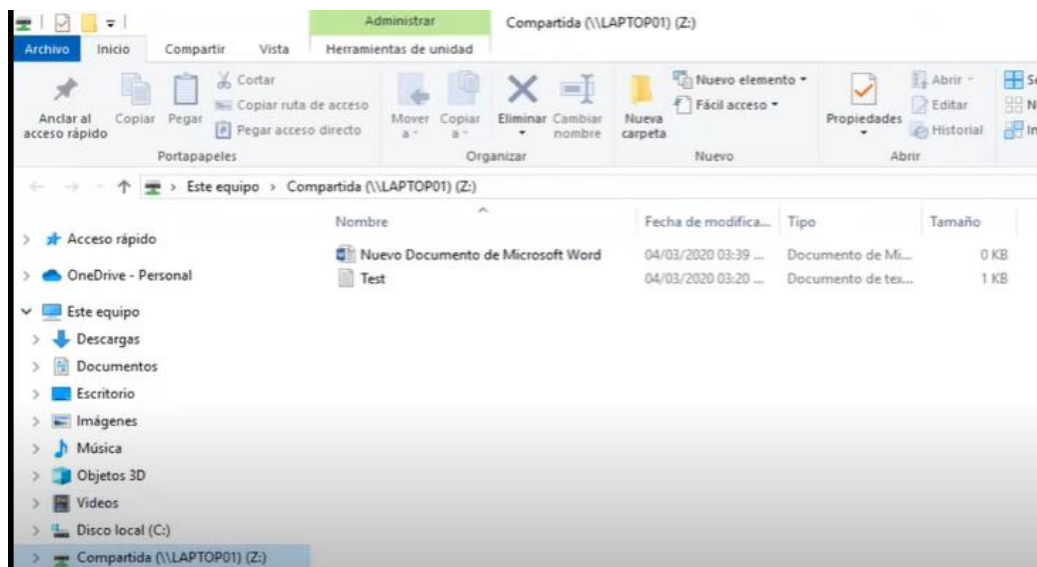 Administrar
Compartida (\\LAPTOP01) (Z:)
Archivo Inicio Compartir Vista Herramientas de unidad
Anclar al acceso rápido
Copiar
Pegar
Cortar
Copiar ruta de acceso
Pegar acceso directo
Mover a
Copiar a
Eliminar
Cambiar nombre
Nueva carpeta
Nuevo elemento
Fácil acceso
Propiedades
Abrir
Editar
Historial
Portapapeles Organizar Nuevo Abrir
Este equipo > Compartida (\\LAPTOP01) (Z:)
Nombre Fecha de modifica... Tipo Tamaño
Nuevo Documento de Microsoft Word 04/03/2020 03:39 ... Documento de Mi... 0 KB
Test 04/03/2020 03:20 ... Documento de tex... 1 KB
Acceso rápido
OneDrive - Personal
Este equipo
Descargas
Documentos
Escritorio
Imágenes
Música
Objetos 3D
Videos
Disco local (C:)
Compartida (\\LAPTOP01) (Z:)